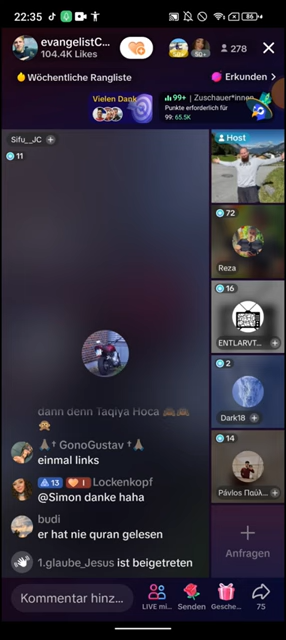 22:35
86
evangelistC...
104.4K Likes
50+
278
Wöchentliche Rangliste
Erkunden >
Vielen Dank
99+ | Zuschauer*innen
Punkte erforderlich für
99: 65.5K
Sifu__JC +
11
Host
72
Reza
16
ENTLARVT... +
2
Dark18 +
14
Pávlos Παύλ... +
dann denn Taqiya Hoca 🙈🙈
🙊
🙏🏽† GonoGustav †🙏🏽
einmal links
13 1 Lockenkopf
@Simon danke haha
budi
er hat nie quran gelesen
1.glaube_Jesus ist beigetreten
+
Anfragen
Kommentar hinz...
LIVE mi...
Senden
Gesche...
75